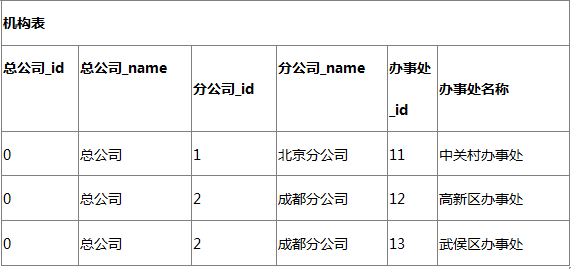 机构表
总公司_id 总公司_name 分公司_id 分公司_name 办事处_id 办事处名称
0 总公司 1 北京分公司 11 中关村办事处
0 总公司 2 成都分公司 12 高新区办事处
0 总公司 2 成都分公司 13 武侯区办事处